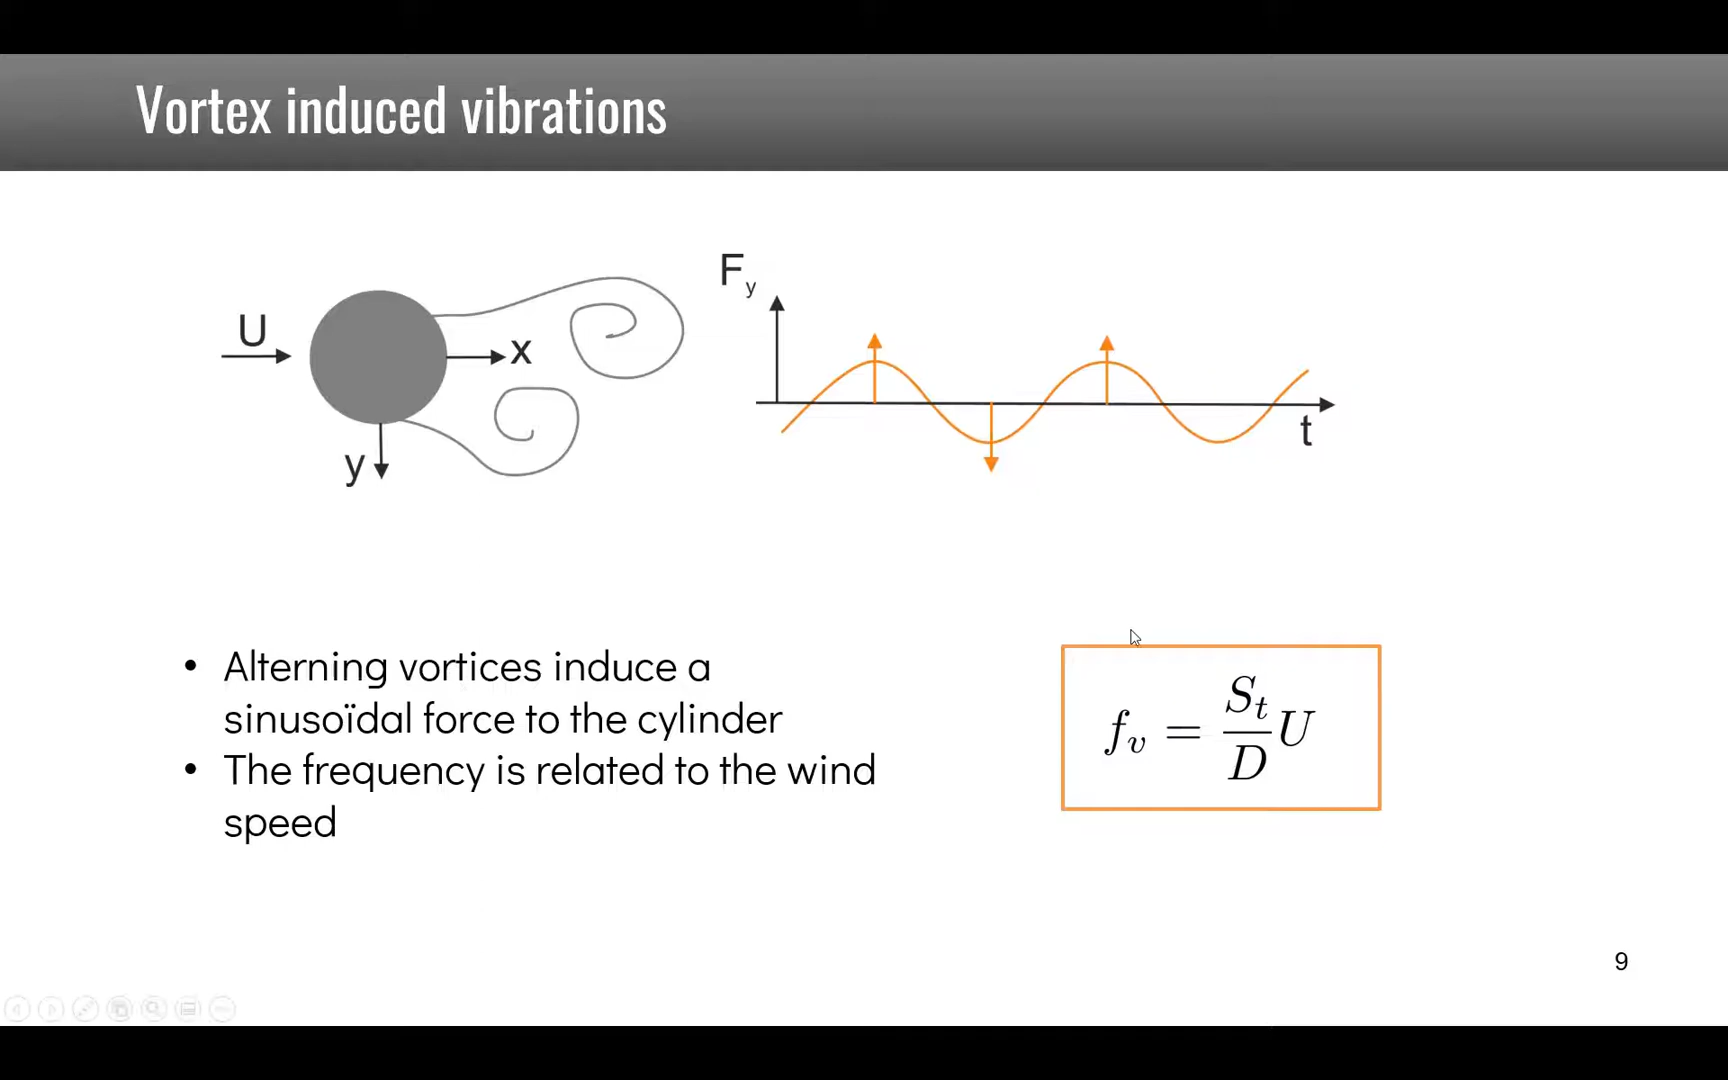 Vortex induced vibrations
U
x
y
F_y
t
• Alterning vortices induce a
sinusoïdal force to the cylinder
• The frequency is related to the wind
speed
f_v = \frac{S_t}{D} U
9